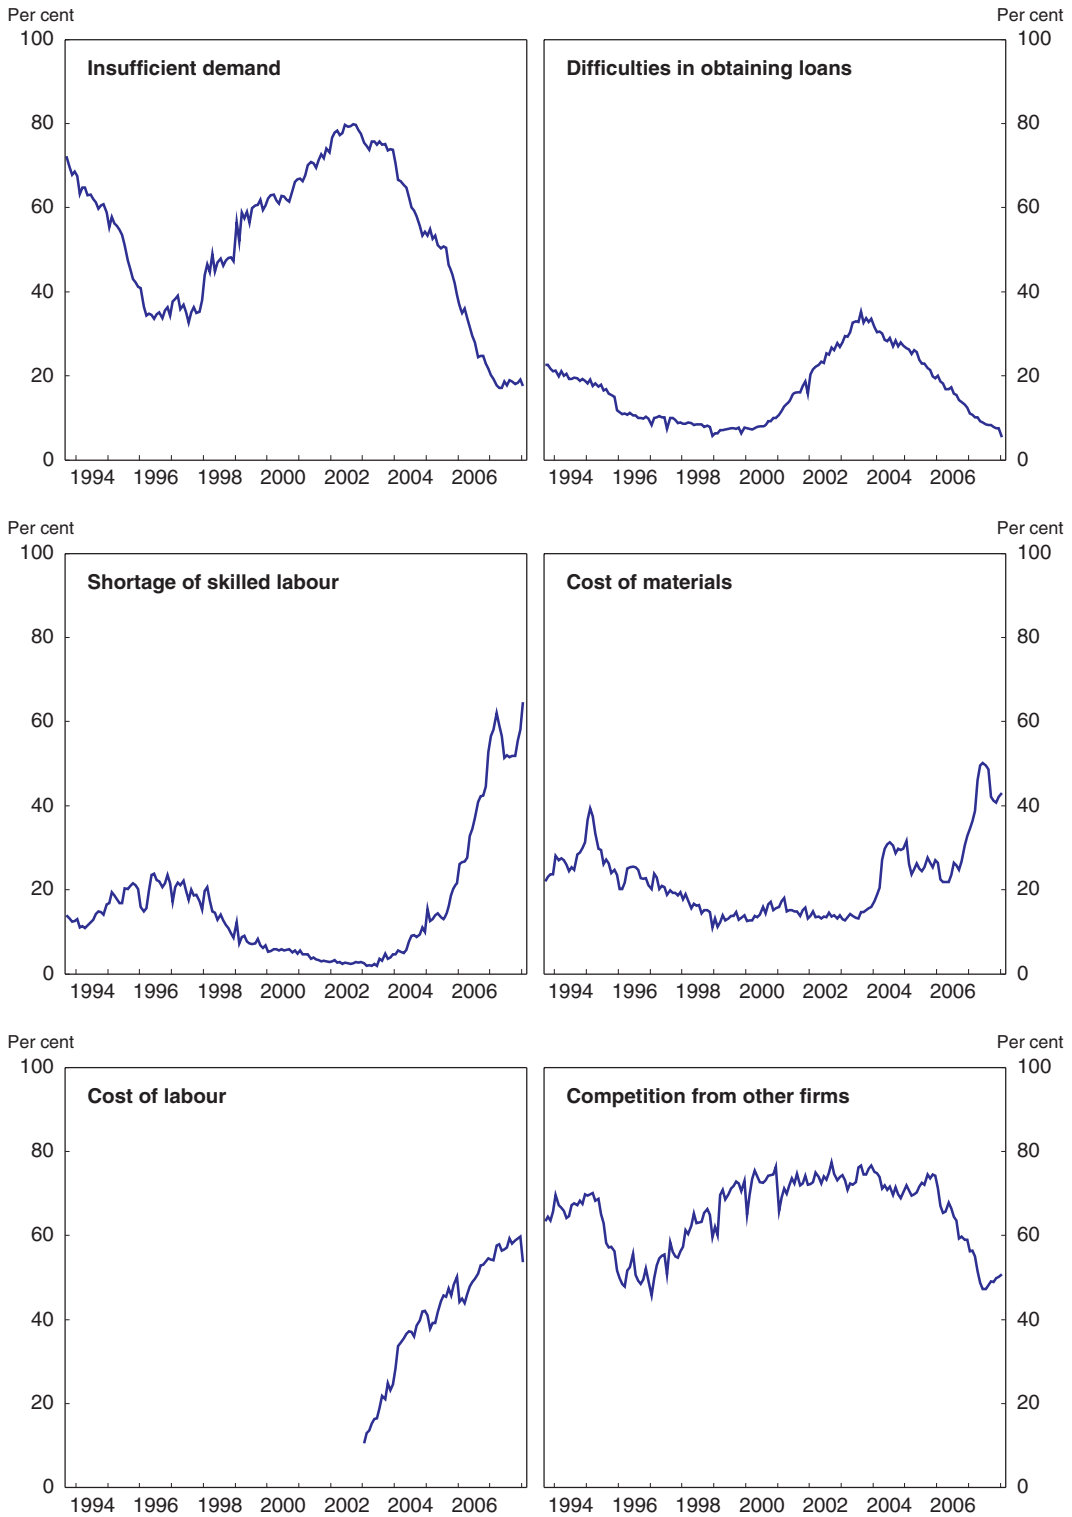 Per cent Per cent
100 100
Insufficient demand Difficulties in obtaining loans
80 80
60 60
40 40
20 20
0 0
1994 1996 1998 2000 2002 2004 2006 1994 1996 1998 2000 2002 2004 2006
Per cent Per cent
100 100
Shortage of skilled labour Cost of materials
80 80
60 60
40 40
20 20
0 0
1994 1996 1998 2000 2002 2004 2006 1994 1996 1998 2000 2002 2004 2006
Per cent Per cent
100 100
Cost of labour Competition from other firms
80 80
60 60
40 40
20 20
0 0
1994 1996 1998 2000 2002 2004 2006 1994 1996 1998 2000 2002 2004 2006